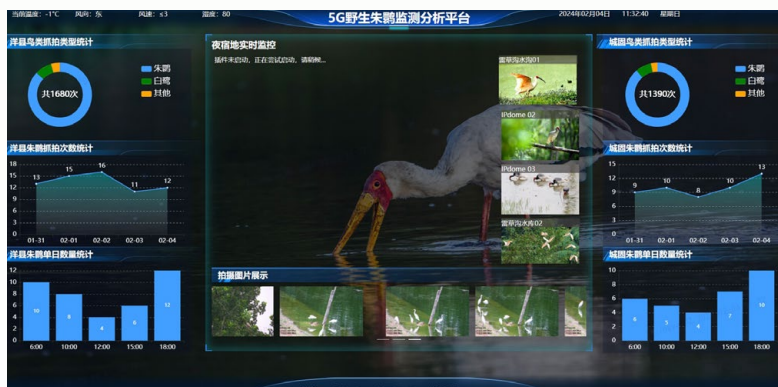 当前温度：-1℃ 风向：东 风速：≤3 湿度：80
5G野生朱鹮监测分析平台
2024年02月04日 11:32:40 星期日
洋县鸟类抓拍类型统计
共1680次
朱鹮
白鹭
其他
洋县朱鹮抓拍次数统计
18
15
12
9
6
3
0
13
15
16
11
12
01-31 02-01 02-02 02-03 02-04
洋县朱鹮单日数量统计
12
10
8
6
4
2
0
10
8
4
6
12
6:00 10:00 12:00 15:00 18:00
夜宿地实时监控
插件未启动，正在尝试启动，请稍候...
雷草沟水沟01
IPdome 02
IPdome 03
雷草沟水库02
拍摄图片展示
城固鸟类抓拍类型统计
共1390次
朱鹮
白鹭
其他
城固朱鹮抓拍次数统计
15
12
9
6
3
0
9
10
8
10
13
01-31 02-01 02-02 02-03 02-04
城固朱鹮单日数量统计
10
8
6
4
2
0
6
5
4
7
10
6:00 10:00 12:00 15:00 18:00